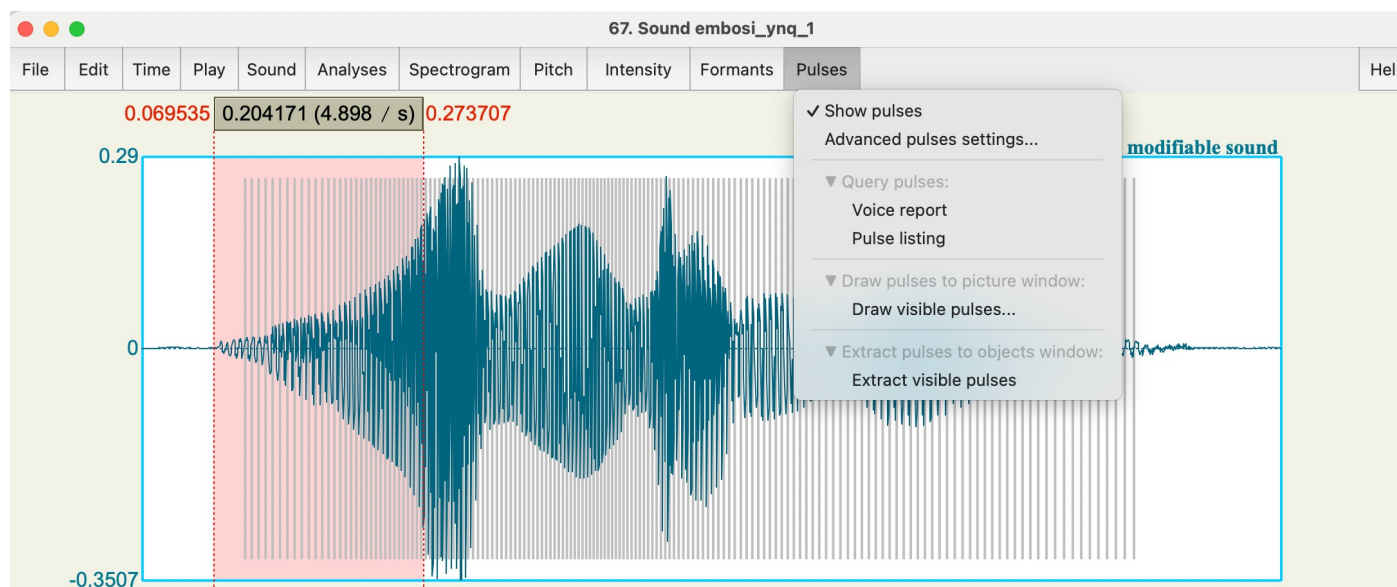 67. Sound embosi_ynq_1
File Edit Time Play Sound Analyses Spectrogram Pitch Intensity Formants Pulses Hel
0.069535 0.204171 (4.898 / s) 0.273707
✓ Show pulses
Advanced pulses settings...
0.29
modifiable sound
▼ Query pulses:
Voice report
Pulse listing
▼ Draw pulses to picture window:
Draw visible pulses...
0
▼ Extract pulses to objects window:
Extract visible pulses
-0.3507